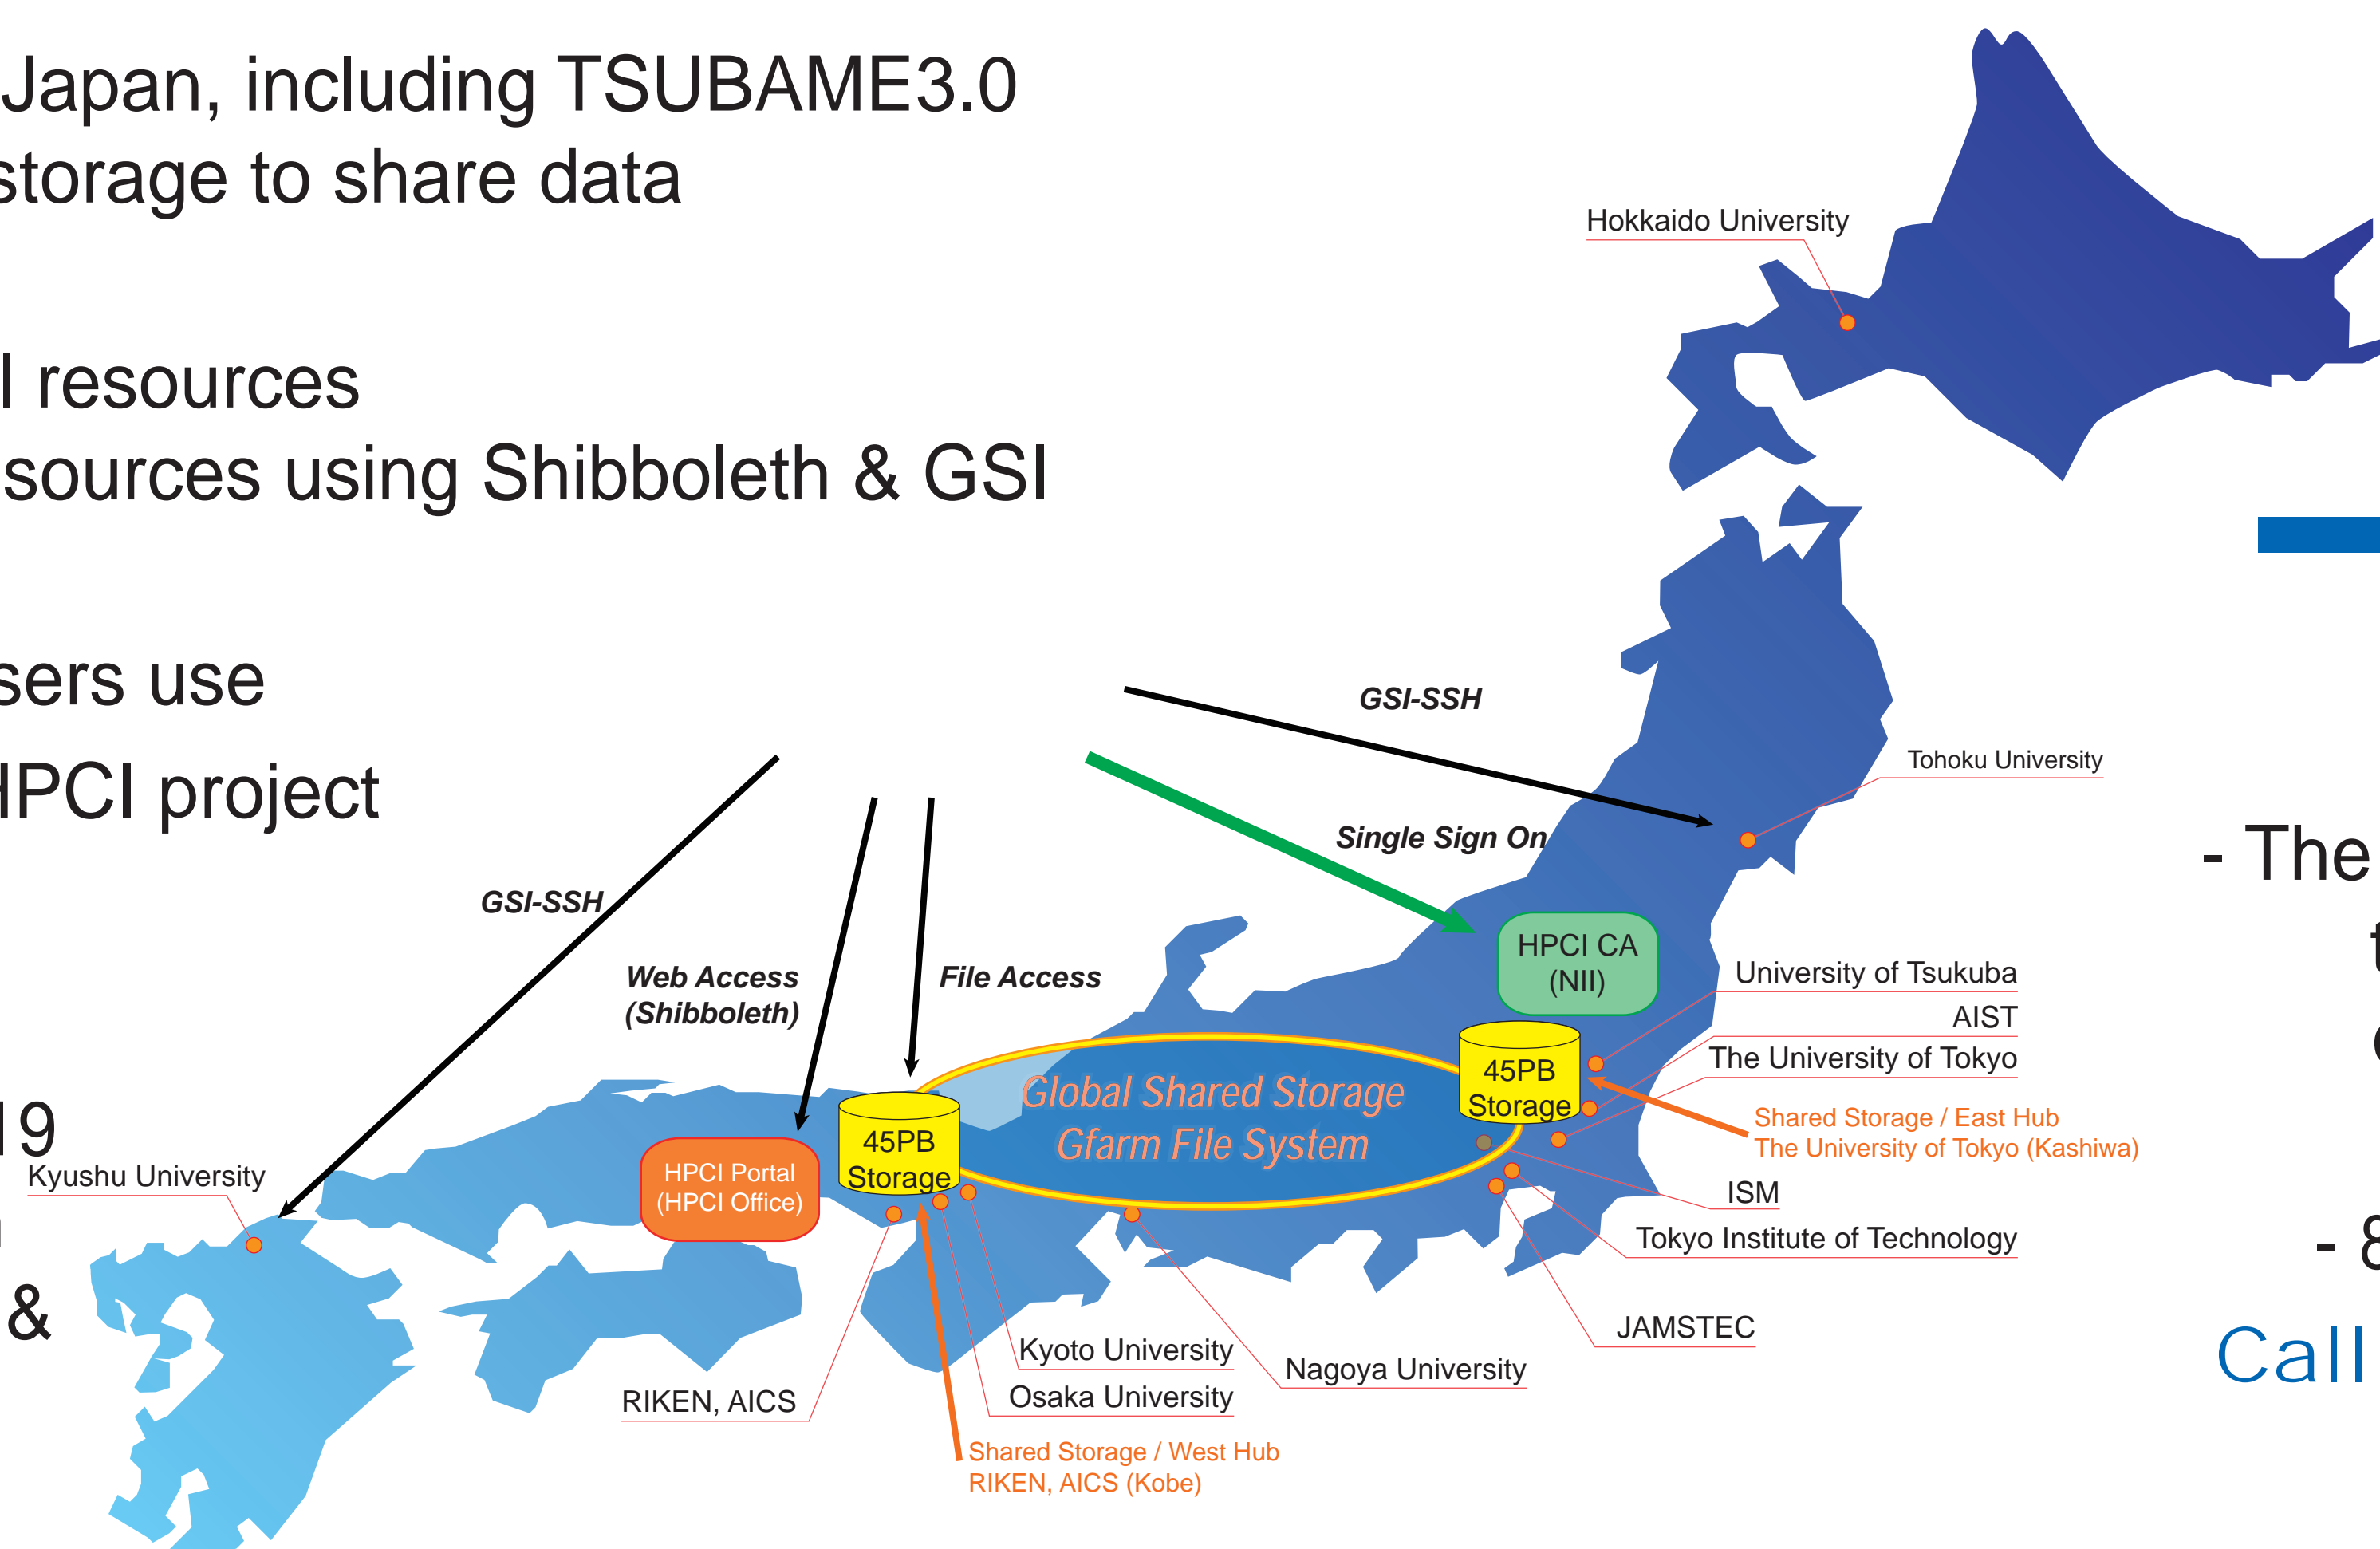 Japan, including TSUBAME3.0
storage to share data
resources
sources using Shibboleth & GSI
sers use
HPCI project
19
&
Hokkaido University
GSI-SSH
Tohoku University
Single Sign On
GSI-SSH
Web Access
(Shibboleth)
File Access
HPCI CA
(NII)
University of Tsukuba
AIST
The University of Tokyo
45PB
Storage
Shared Storage / East Hub
The University of Tokyo (Kashiwa)
Global Shared Storage
Gfarm File System
45PB
Storage
HPCI Portal
(HPCI Office)
Kyushu University
ISM
Tokyo Institute of Technology
JAMSTEC
Kyoto University
Nagoya University
Osaka University
RIKEN, AICS
Shared Storage / West Hub
RIKEN, AICS (Kobe)
- The
- 8
Call